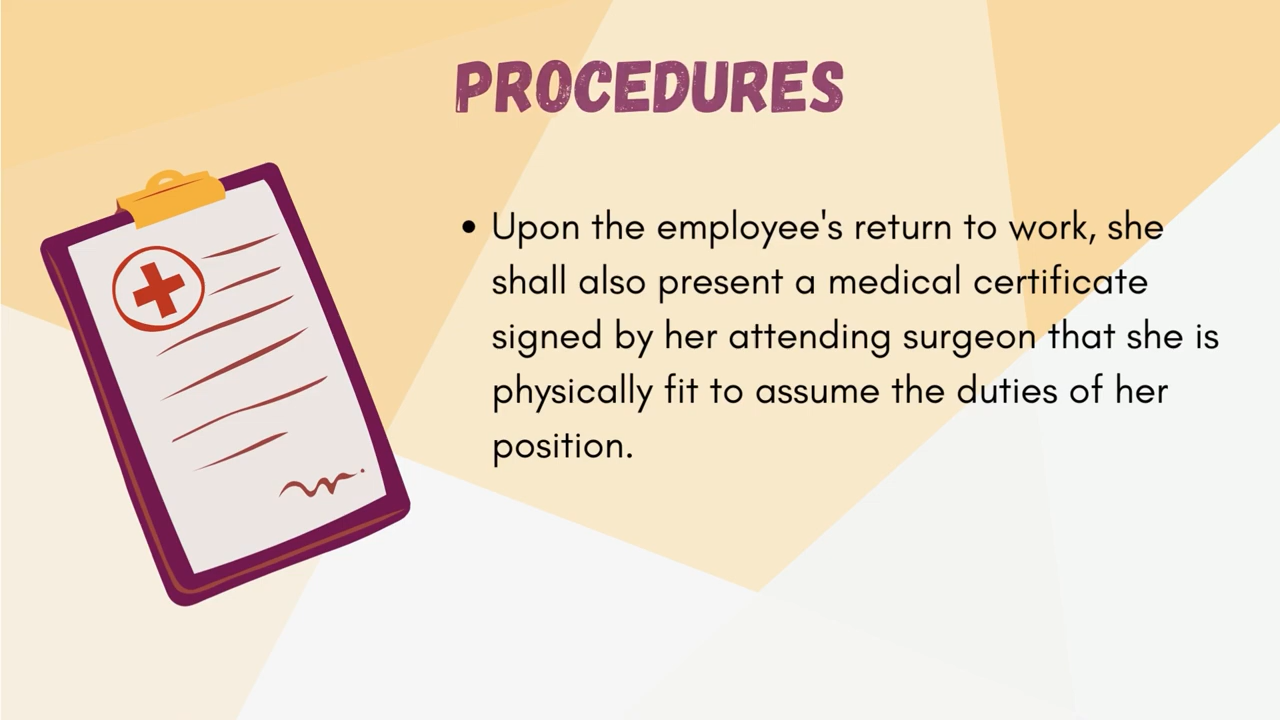 PROCEDURES
• Upon the employee's return to work, she
shall also present a medical certificate
signed by her attending surgeon that she is
physically fit to assume the duties of her
position.